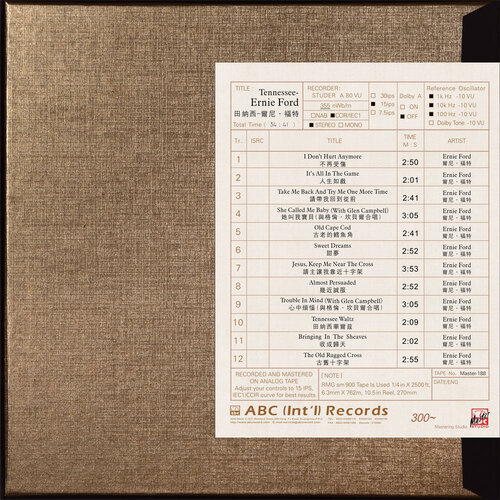 TITLE
Tennessee-
Ernie Ford
田納西-爾尼·福特
Total Time ( 34 : 41 )
RECORDER:
STUDER A 80 VU
355 nWb/m
□NAB ■CCIR/IEC1
■STEREO □MONO
□ 30ips
■ 15ips
□ 7.5ips
Dolby A
□ ON
■ OFF
Reference Oscillator
■ 1k Hz -10 VU
■ 10k Hz -10 VU
■ 100 Hz -10 VU
□ Dolby Tone -10 VU
Tr. ISRC TITLE TIME M : S ARTIST
1 I Don't Hurt Anymore 2:50 Ernie Ford
不再受傷 爾尼·福特
2 It's All In The Game 2:01 Ernie Ford
人生如戲 爾尼·福特
3 Take Me Back And Try Me One More Time 2:41 Ernie Ford
請帶我回到從前 爾尼·福特
4 She Called Me Baby (With Glen Campbell) 3:05 Ernie Ford
她叫我寶貝(與格倫·坎貝爾合唱) 爾尼·福特
5 Old Cape Cod 2:41 Ernie Ford
古老的鱈魚角 爾尼·福特
6 Sweet Dreams 2:52 Ernie Ford
甜夢 爾尼·福特
7 Jesus, Keep Me Near The Cross 3:53 Ernie Ford
請主讓我靠近十字架 爾尼·福特
8 Almost Persuaded 2:52 Ernie Ford
幾近誠服 爾尼·福特
9 Trouble In Mind (With Glen Campbell) 3:05 Ernie Ford
心中煩惱(與格倫·坎貝爾合唱) 爾尼·福特
10 Tennessee Waltz 2:09 Ernie Ford
田納西華爾茲 爾尼·福特
11 Bringing In The Sheaves 2:02 Ernie Ford
收成歸天 爾尼·福特
12 The Old Rugged Cross 2:55 Ernie Ford
古舊十字架 爾尼·福特
RECORDED AND MASTERED
ON ANALOG TAPE
Adjust your controls to 15 IPS,
IEC1/CCIR curve for best results.
[ NOTE ]
RMG sm900 Tape Is Used 1/4 in X 2500 ft,
6.3mm X 762m, 10.5in Reel, 270mm
TAPE No. Master-188
DATE/ENG
ABC (Int'l) Records
300~
Mastering Studio
STUDIO